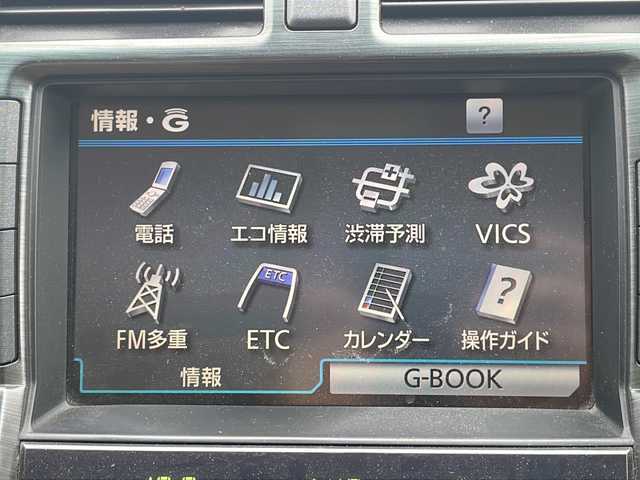 情報・G
?
電話 エコ情報 渋滞予測 VICS
ETC
?
FM多重 ETC カレンダー 操作ガイド
情報 G-BOOK